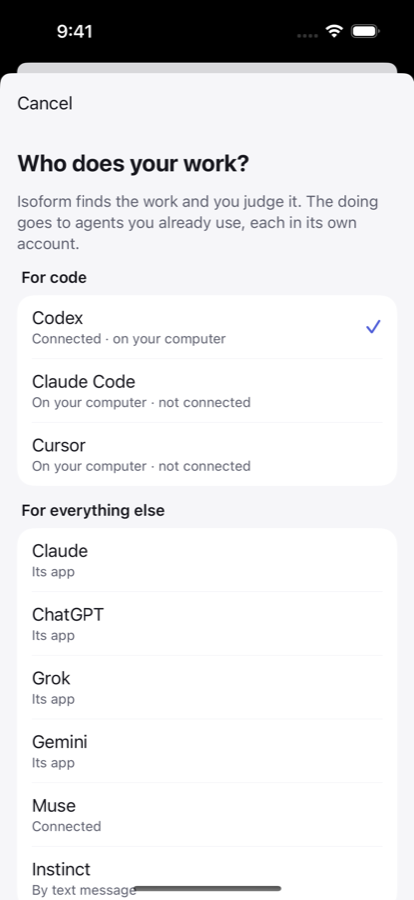 9:41
Cancel
Who does your work?
Isoform finds the work and you judge it. The doing
goes to agents you already use, each in its own
account.
For code
Codex
Connected · on your computer
Claude Code
On your computer · not connected
Cursor
On your computer · not connected
For everything else
Claude
Its app
ChatGPT
Its app
Grok
Its app
Gemini
Its app
Muse
Connected
Instinct
By text message